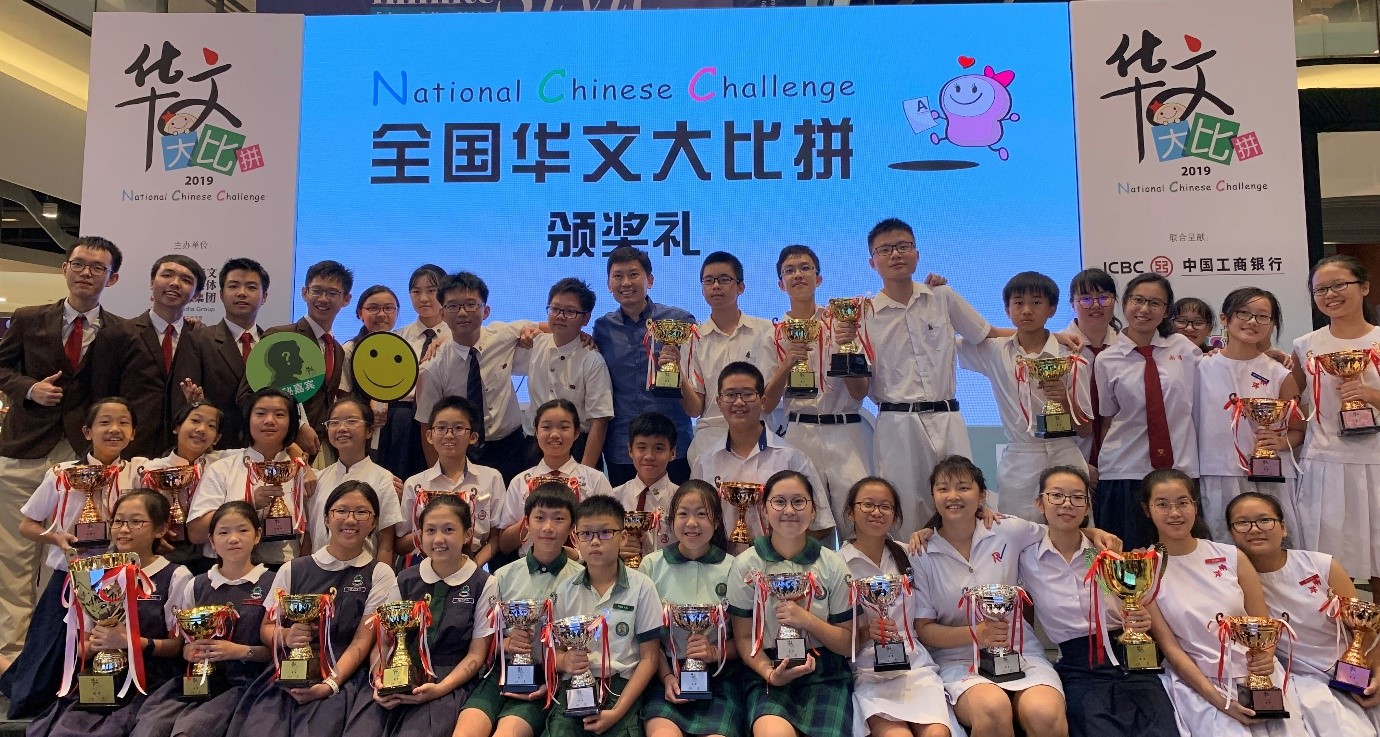 华文
大比拼
2019
National Chinese Challenge
主办单位:
National Chinese Challenge
全国华文大比拼
颁奖礼
A
华文
大比拼
2019
National Chinese Challenge
联合呈献:
ICBC 中国工商银行
嘉宾